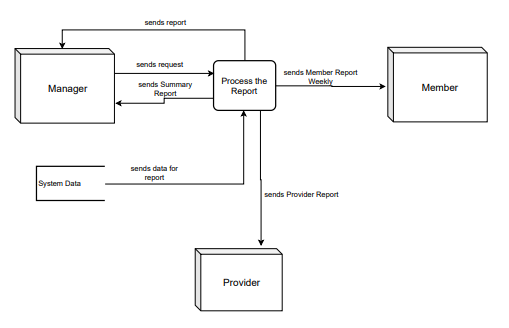 sends report
sends request
Manager
sends Summary
Report
Process the
Report
sends Member Report
Weekly
Member
System Data
sends data for
report
sends Provider Report
Provider